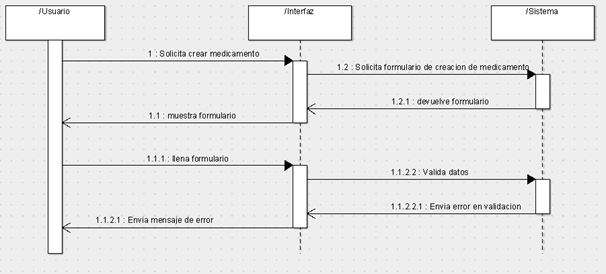 /Usuario
/Interfaz
/Sistema
1 : Solicita crear medicamento
1.2 : Solicita formulario de creacion de medicamento
1.2.1 : devuelve formulario
1.1 : muestra formulario
1.1.1 : llena formulario
1.1.2.2 : Valida datos
1.1.2.2.1 : Envia error en validacion
1.1.2.1 : Envia mensaje de error